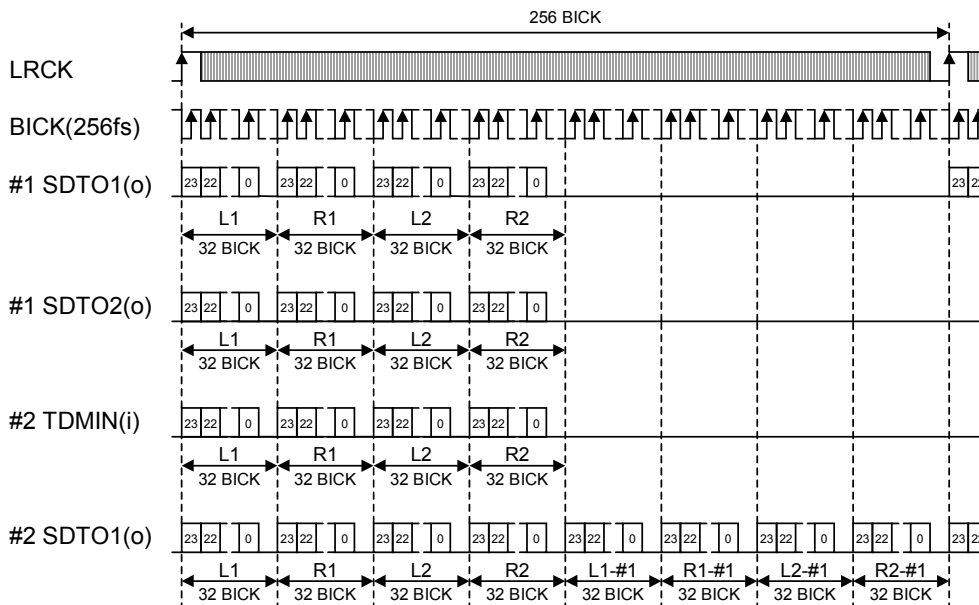 256 BICK
LRCK
BICK(256fs)
#1 SDTO1(o)
23 22 0 23 22 0 23 22 0 23 22 0 23 2
L1 R1 L2 R2
32 BICK 32 BICK 32 BICK 32 BICK
#1 SDTO2(o)
23 22 0 23 22 0 23 22 0 23 22 0
L1 R1 L2 R2
32 BICK 32 BICK 32 BICK 32 BICK
#2 TDMIN(i)
23 22 0 23 22 0 23 22 0 23 22 0
L1 R1 L2 R2
32 BICK 32 BICK 32 BICK 32 BICK
#2 SDTO1(o)
23 22 0 23 22 0 23 22 0 23 22 0 23 22 0 23 22 0 23 22 0 23 22 0 23 2
L1 R1 L2 R2 L1-#1 R1-#1 L2-#1 R2-#1
32 BICK 32 BICK 32 BICK 32 BICK 32 BICK 32 BICK 32 BICK 32 BICK